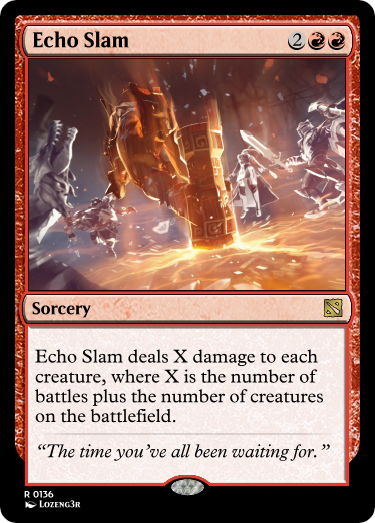 Echo Slam 2
Sorcery
Echo Slam deals X damage to each
creature, where X is the number of
battles plus the number of creatures
on the battlefield.
“The time you’ve all been waiting for.”
R 0136
Lozeng3r